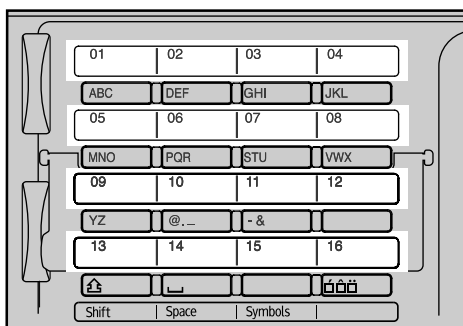 01 02 03 04
ABC DEF GHI JKL
05 06 07 08
MNO PQR STU VWX
09 10 11 12
YZ @._ - &
13 14 15 16
óôö
Shift Space Symbols